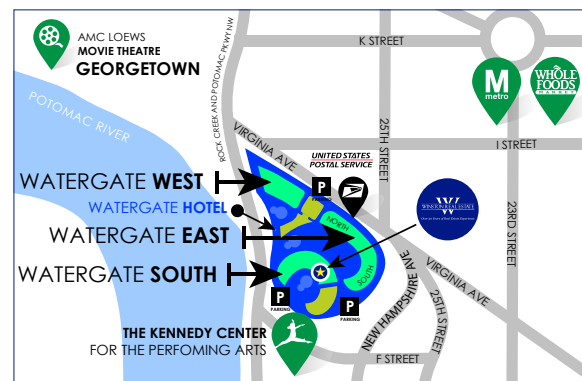 AMC LOEWS
MOVIE THEATRE
GEORGETOWN
K STREET
M
metro
WHOLE
FOODS
MARKET
POTOMAC RIVER
ROCK CREEK AND POTOMAC PKWY NW
VIRGINIA AVE
25TH STREET
I STREET
UNITED STATES
POSTAL SERVICE
WATERGATE WEST
P
PARKING
WATERGATE HOTEL
W
WINSTON REAL ESTATE
23RD STREET
WATERGATE EAST
NORTH
SOUTH
WATERGATE SOUTH
VIRGINIA AVE
P
PARKING
P
PARKING
NEW HAMPSHIRE AVE
25TH STREET
THE KENNEDY CENTER
FOR THE PERFOMING ARTS
F STREET